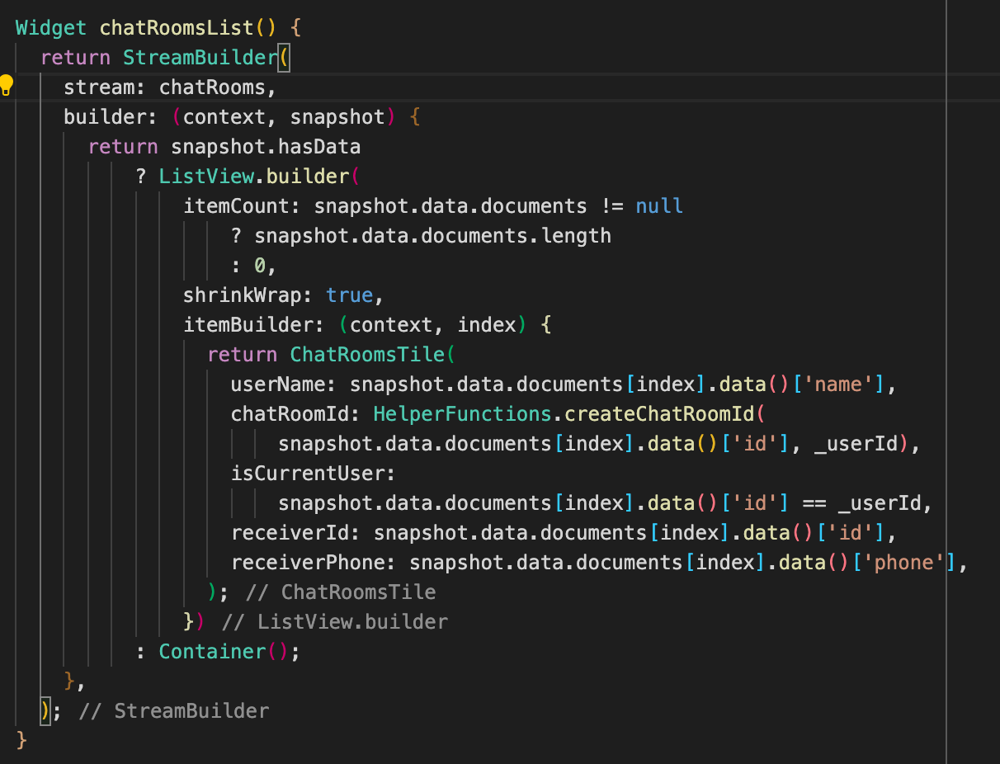 Widget chatRoomsList() {
  return StreamBuilder(
    stream: chatRooms,
    builder: (context, snapshot) {
      return snapshot.hasData
          ? ListView.builder(
              itemCount: snapshot.data.documents != null
                  ? snapshot.data.documents.length
                  : 0,
              shrinkWrap: true,
              itemBuilder: (context, index) {
                return ChatRoomsTile(
                  userName: snapshot.data.documents[index].data()['name'],
                  chatRoomId: HelperFunctions.createChatRoomId(
                      snapshot.data.documents[index].data()['id'], _userId),
                  isCurrentUser:
                      snapshot.data.documents[index].data()['id'] == _userId,
                  receiverId: snapshot.data.documents[index].data()['id'],
                  receiverPhone: snapshot.data.documents[index].data()['phone'],
                ); // ChatRoomsTile
              }) // ListView.builder
          : Container();
    },
  ); // StreamBuilder
}